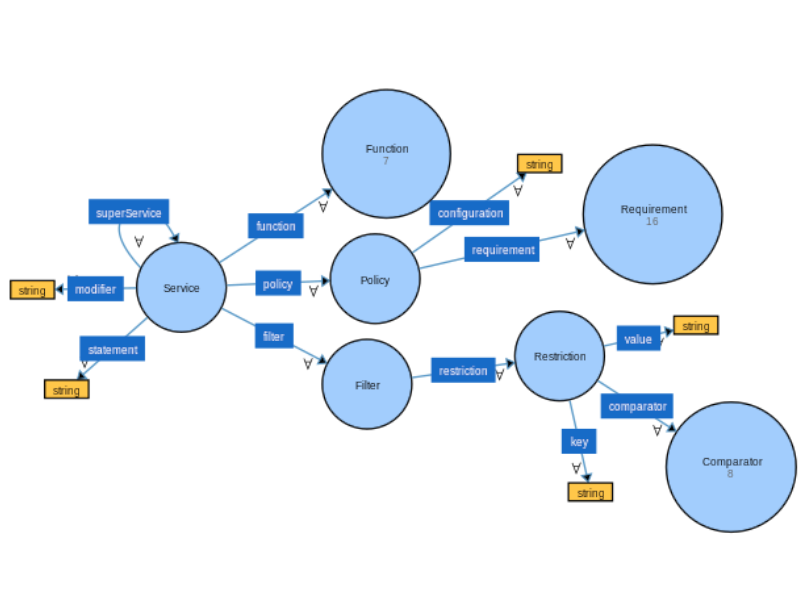 Function
7
string
configuration
Requirement
16
superService
∀
function
∀
∀
requirement
∀
Service
policy
∀
Policy
string
modifier
statement
∀
string
filter
∀
Filter
restriction
∀
Restriction
value
string
comparator
∀
key
∀
string
Comparator
8